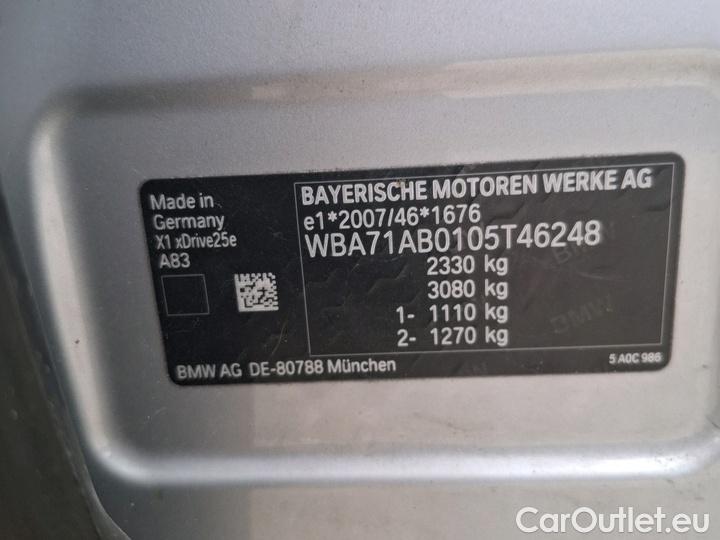 Made in
Germany
X1 xDrive25e
A83
BAYERISCHE MOTOREN WERKE AG
e1*2007/46*1676
WBA71AB0105T46248
2330 kg
3080 kg
1- 1110 kg
2- 1270 kg
BMW AG DE-80788 München
5 A0C 986
BMW
CarOutlet.eu